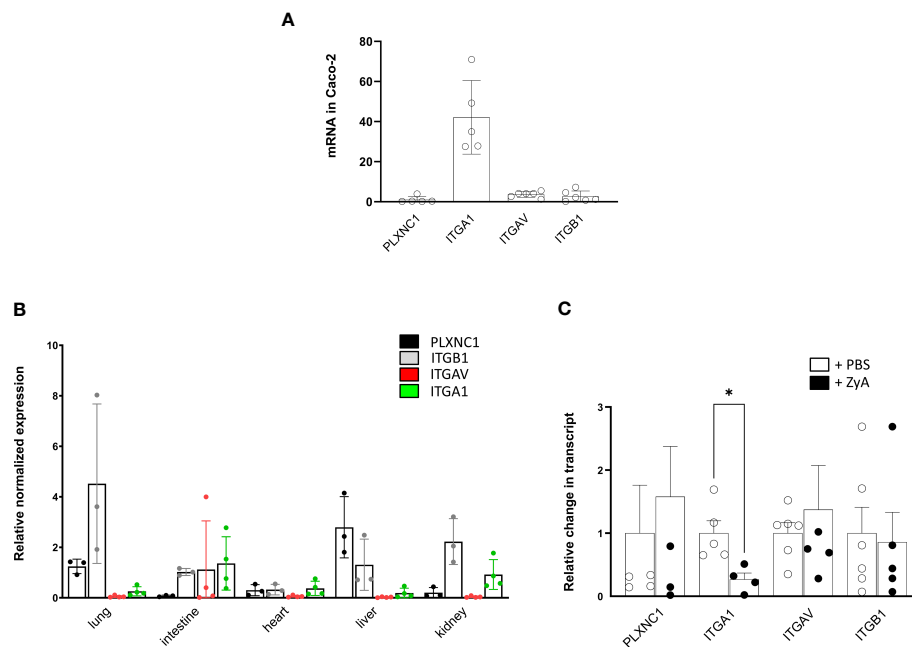 A
mRNA in Caco-2
80
60
40
20
0
PLXNC1
ITGA1
ITGAV
ITGB1
B
Relative normalized expression
10
8
6
4
2
0
lung
intestine
heart
liver
kidney
PLXNC1
ITGB1
ITGAV
ITGA1
C
+ PBS
+ ZyA
*
Relative change in transcript
3
2
1
0
PLXNC1
ITGA1
ITGAV
ITGB1